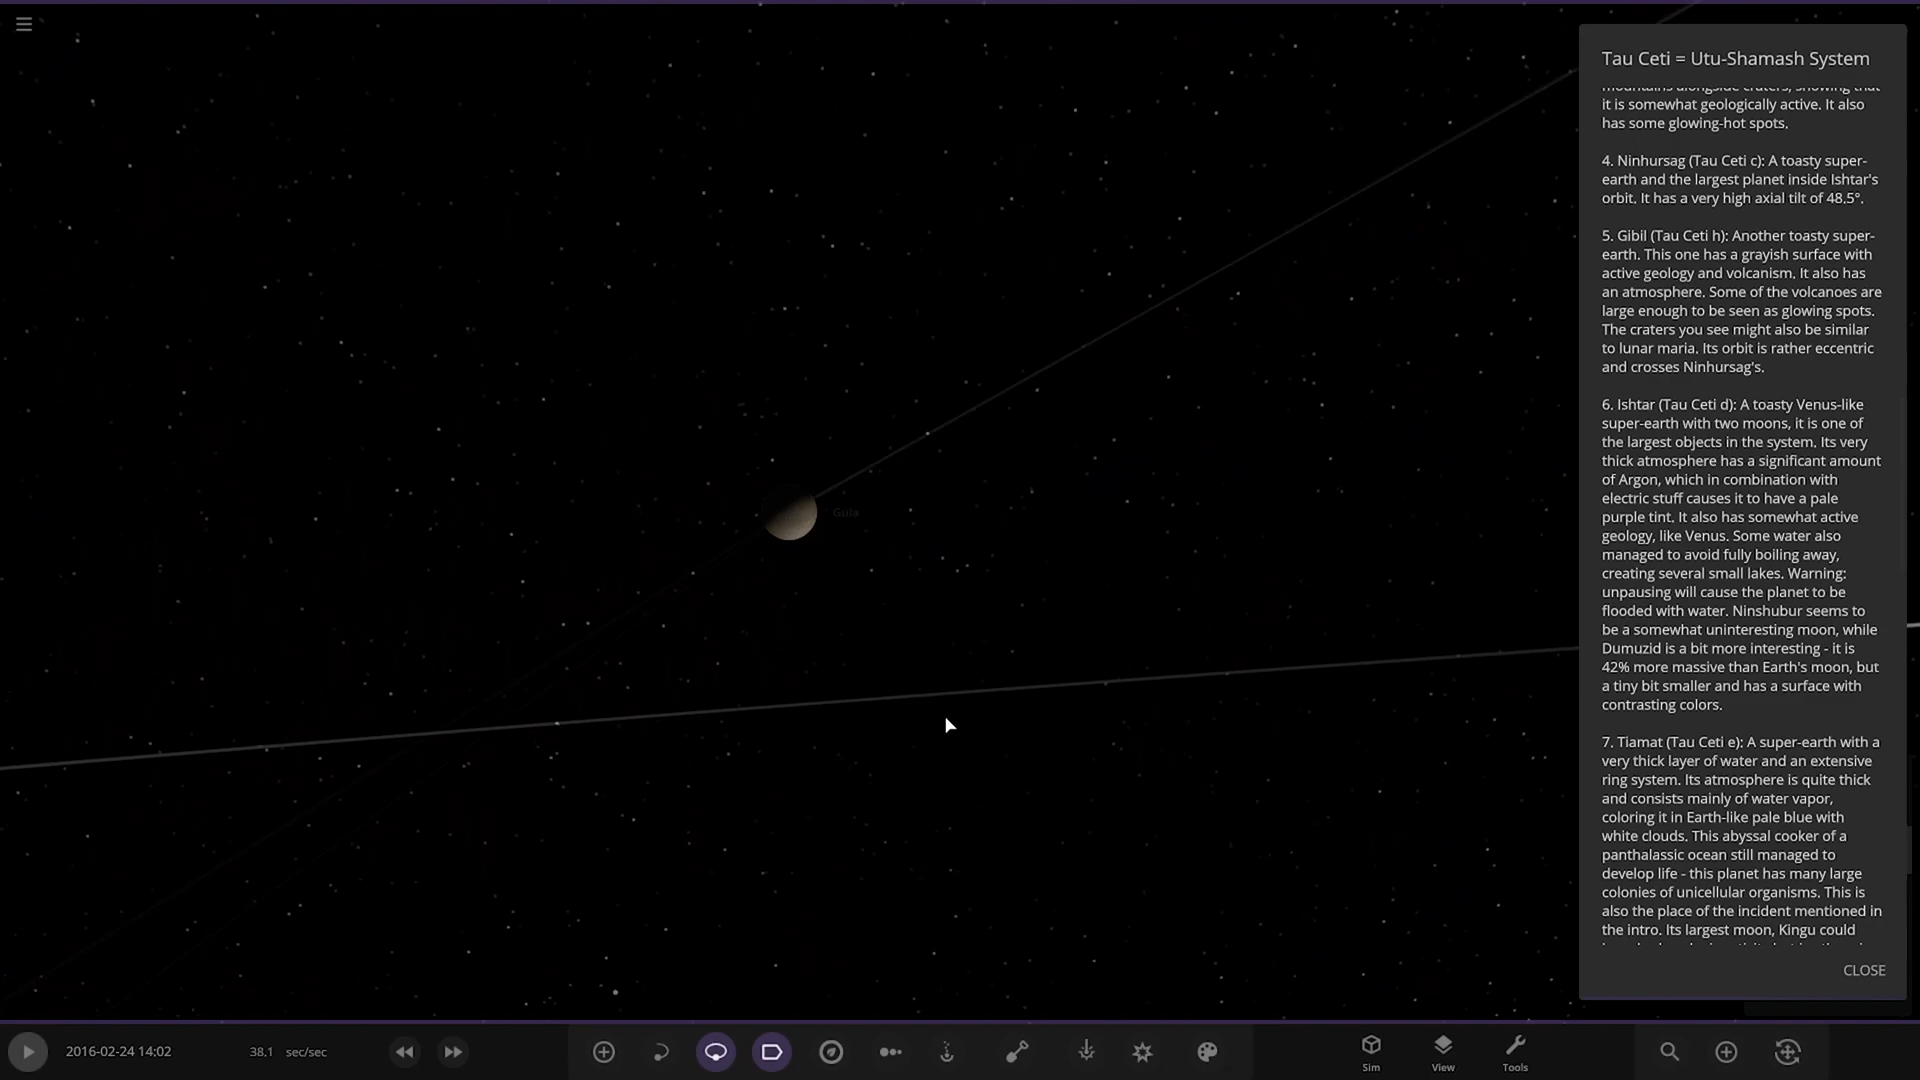 Tau Ceti = Utu-Shamash System
mountains alongside craters, showing that
it is somewhat geologically active. It also
has some glowing-hot spots.
4. Ninhursag (Tau Ceti c): A toasty super-
earth and the largest planet inside Ishtar's
orbit. It has a very high axial tilt of 48.5°.
5. Gibil (Tau Ceti h): Another toasty super-
earth. This one has a grayish surface with
active geology and volcanism. It also has
an atmosphere. Some of the volcanoes are
large enough to be seen as glowing spots.
The craters you see might also be similar
to lunar maria. Its orbit is rather eccentric
and crosses Ninhursag's.
6. Ishtar (Tau Ceti d): A toasty Venus-like
super-earth with two moons, it is one of
the largest objects in the system. Its very
thick atmosphere has a significant amount
of Argon, which in combination with
electric stuff causes it to have a pale
purple tint. It also has somewhat active
geology, like Venus. Some water also
managed to avoid fully boiling away,
creating several small lakes. Warning:
unpausing will cause the planet to be
flooded with water. Ninshubur seems to
be a somewhat uninteresting moon, while
Dumuzid is a bit more interesting - it is
42% more massive than Earth's moon, but
a tiny bit smaller and has a surface with
contrasting colors.
7. Tiamat (Tau Ceti e): A super-earth with a
very thick layer of water and an extensive
ring system. Its atmosphere is quite thick
and consists mainly of water vapor,
coloring it in Earth-like pale blue with
white clouds. This abyssal cooker of a
panthalassic ocean still managed to
develop life - this planet has many large
colonies of unicellular organisms. This is
also the place of the incident mentioned in
the intro. Its largest moon, Kingu could
CLOSE
Gula
2016-02-24 14:02
38.1 sec/sec
Sim
View
Tools